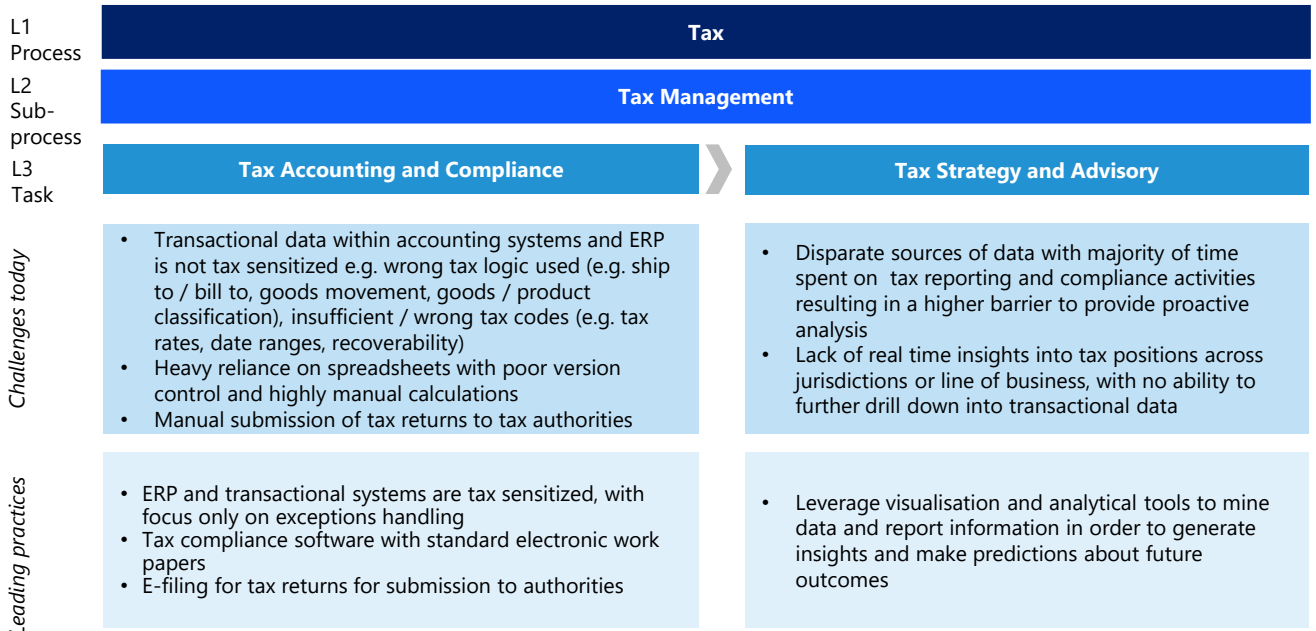 L1
Process
Tax
L2
Sub-
process
Tax Management
L3
Task
Tax Accounting and Compliance
Tax Strategy and Advisory
Challenges today
• Transactional data within accounting systems and ERP
is not tax sensitized e.g. wrong tax logic used (e.g. ship
to / bill to, goods movement, goods / product
classification), insufficient / wrong tax codes (e.g. tax
rates, date ranges, recoverability)
• Heavy reliance on spreadsheets with poor version
control and highly manual calculations
• Manual submission of tax returns to tax authorities
• Disparate sources of data with majority of time
spent on tax reporting and compliance activities
resulting in a higher barrier to provide proactive
analysis
• Lack of real time insights into tax positions across
jurisdictions or line of business, with no ability to
further drill down into transactional data
Leading practices
• ERP and transactional systems are tax sensitized, with
focus only on exceptions handling
• Tax compliance software with standard electronic work
papers
• E-filing for tax returns for submission to authorities
• Leverage visualisation and analytical tools to mine
data and report information in order to generate
insights and make predictions about future
outcomes